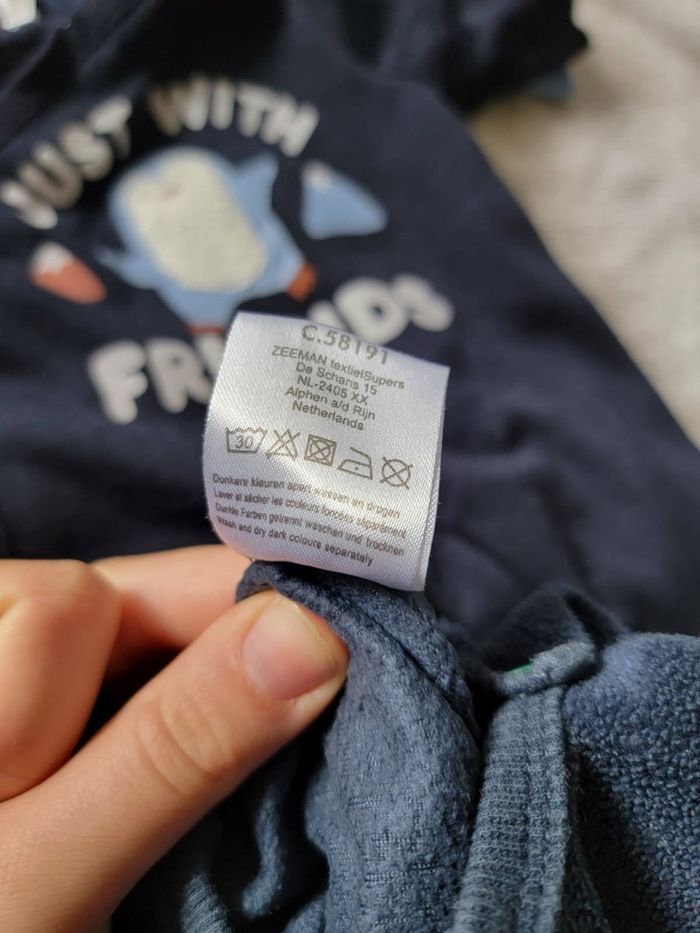 JUST WITH
FRI NDS
C.58191
ZEEMAN textielSupers
De Schans 15
NL-2405 XX
Alphen a/d Rijn
Netherlands
30
Donkere kleuren apart wassen en drogen
Laver et sécher les couleurs foncées séparément
Dunkle Farben getrennt waschen und trocknen
Wash and dry dark colours separately